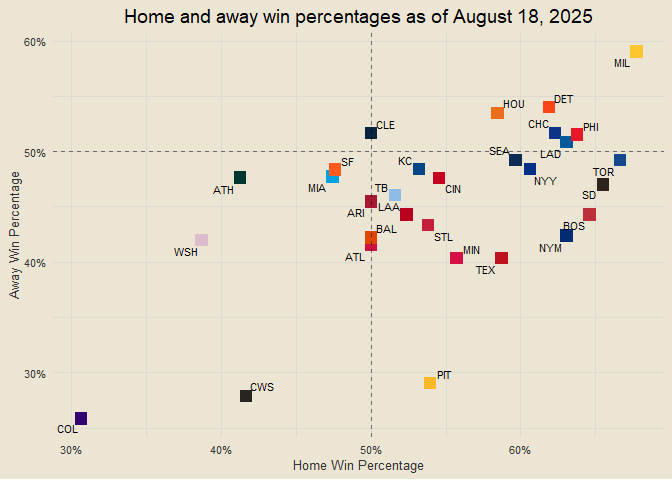 Home and away win percentages as of August 18, 2025
60%
MIL
HOU
DET
CLE
CHC
PHI
50%
SEA
LAD
SF
KC
TOR
ATH
MIA
TB
CIN
NYY
SD
ARI
LAA
BAL
STL
BOS
WSH
ATL
MIN
NYM
40%
TEX
30%
CWS
PIT
COL
30%
40%
50%
60%
Home Win Percentage
Away Win Percentage